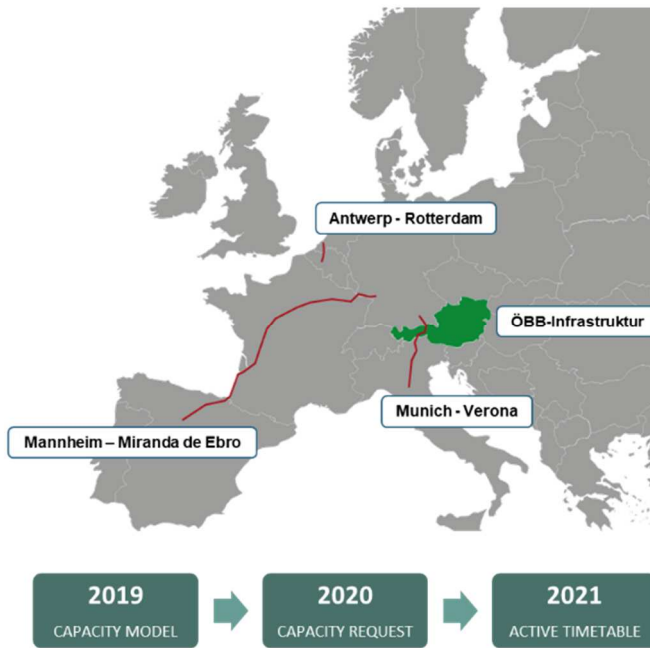 Antwerp - Rotterdam
ÖBB-Infrastruktur
Munich - Verona
Mannheim – Miranda de Ebro
2019
CAPACITY MODEL
2020
CAPACITY REQUEST
2021
ACTIVE TIMETABLE